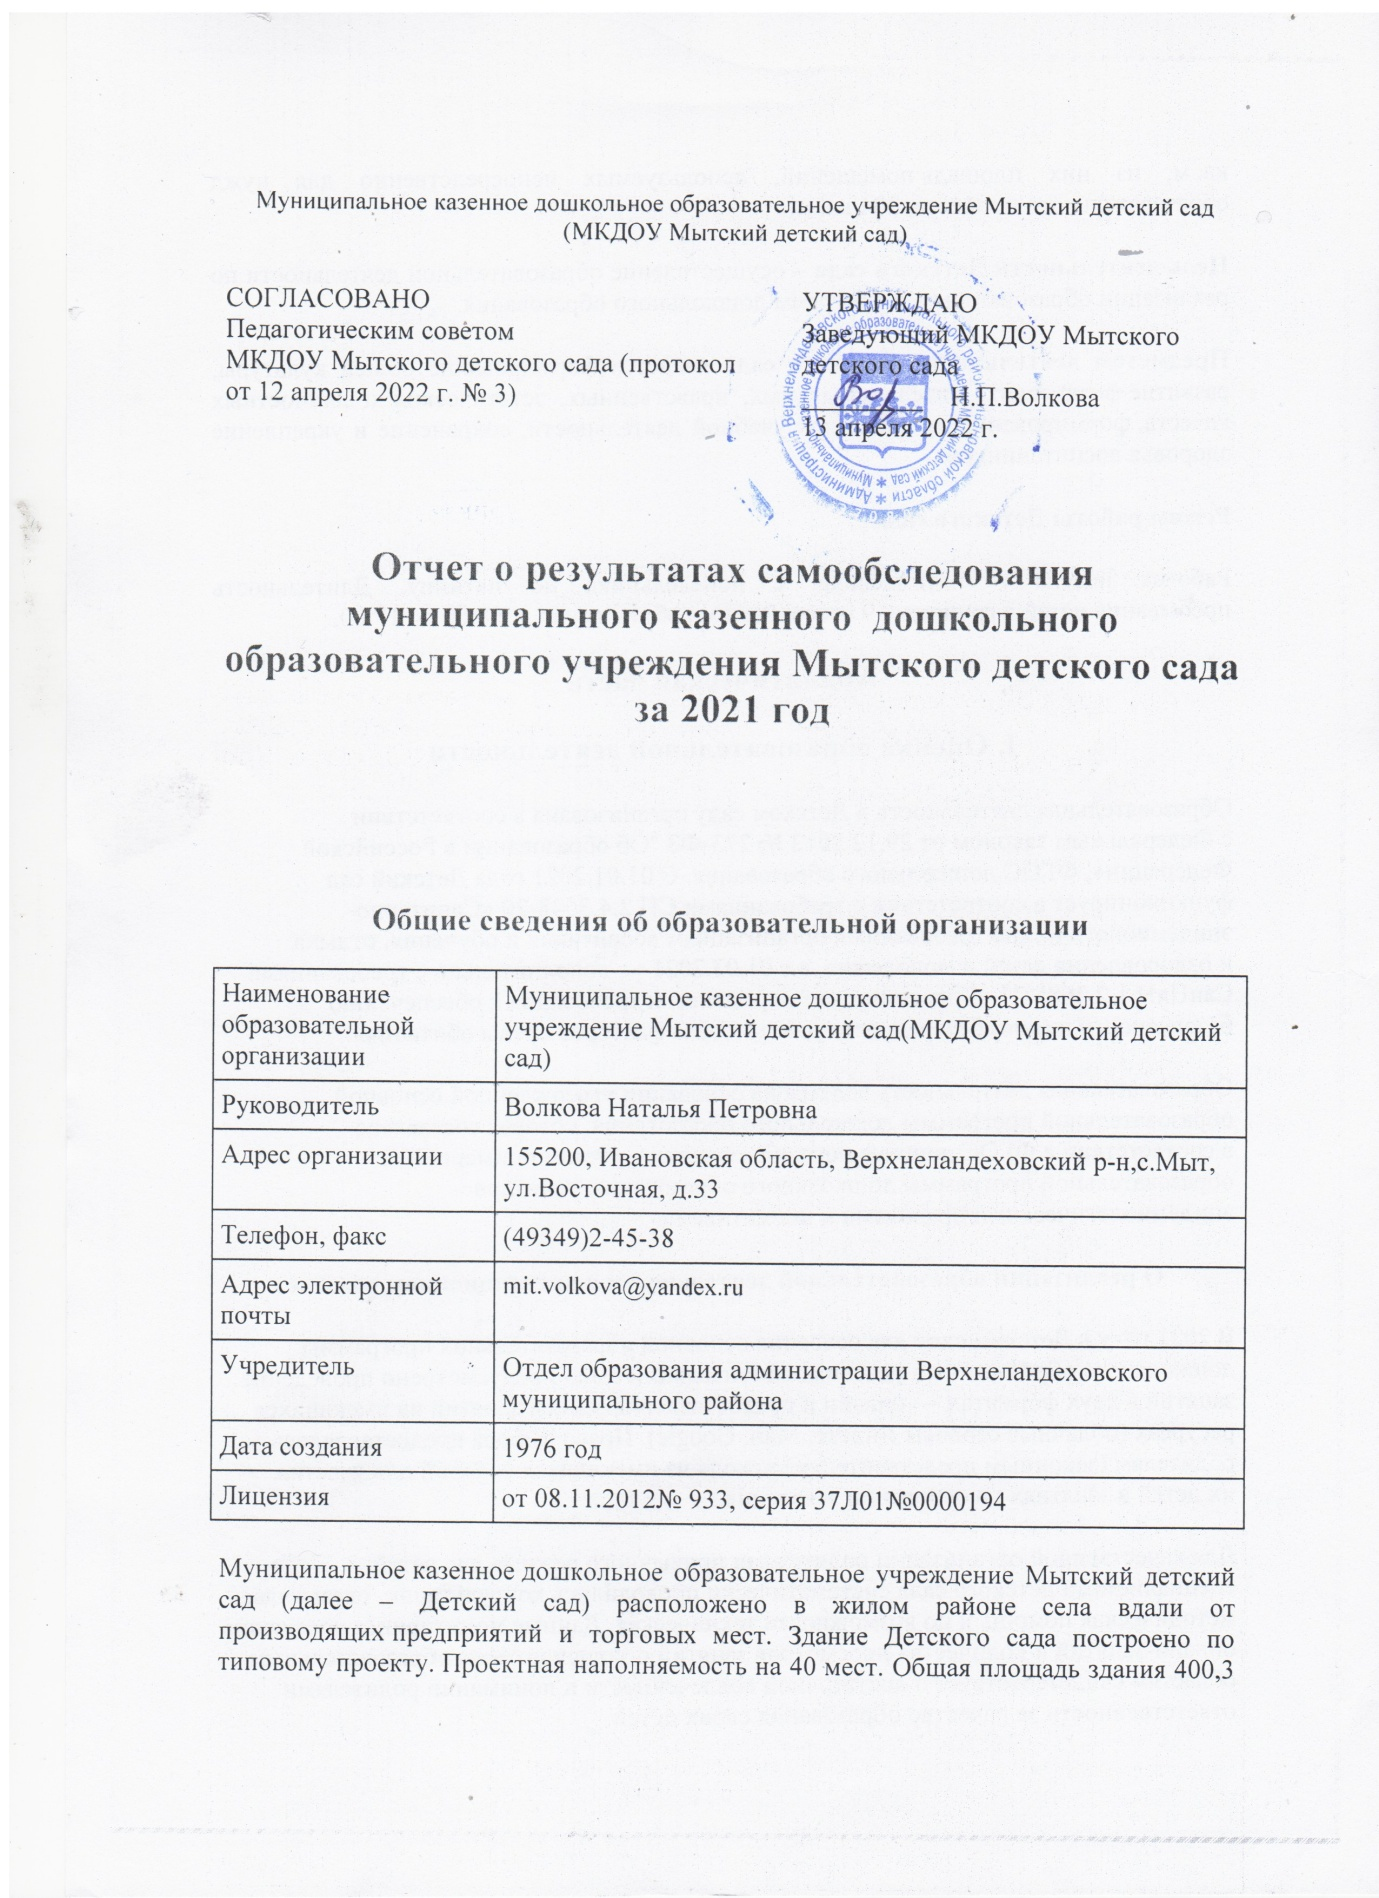 Муниципальное казенное дошкольное образовательное учреждение Мытский детский сад
(МКДОУ Мытский детский сад)
СОГЛАСОВАНО
Педагогическим советом
МКДОУ Мытского детского сада (протокол
от 12 апреля 2022 г. № 3)
УТВЕРЖДАЮ
Заведующий МКДОУ Мытского
детского сада
Н.П.Волкова
13 апреля 2022 г.
Отчет о результатах самообследования
муниципального казенного дошкольного
образовательного учреждения Мытского детского сада
за 2021 год
Общие сведения об образовательной организации
Наименование
образовательной
организации
Муниципальное казенное дошкольное образовательное
учреждение Мытский детский сад(МКДОУ Мытский детский
сад)
Руководитель
Волкова Наталья Петровна
Адрес организации
155200, Ивановская область, Верхнеландеховский р-н,с.Мыт,
ул.Восточная, д.33
Телефон, факс
(49349)2-45-38
Адрес электронной
почты
mit.volkova@yandex.ru
Учредитель
Отдел образования администрации Верхнеландеховского
муниципального района
Дата создания
1976 год
Лицензия
от 08.11.2012№ 933, серия 37Л01№0000194
Муниципальное казенное дошкольное образовательное учреждение Мытский детский
сад (далее – Детский сад) расположено в жилом районе села вдали от
производящих предприятий и торговых мест. Здание Детского сада построено по
типовому проекту. Проектная наполняемость на 40 мест. Общая площадь здания 400,3